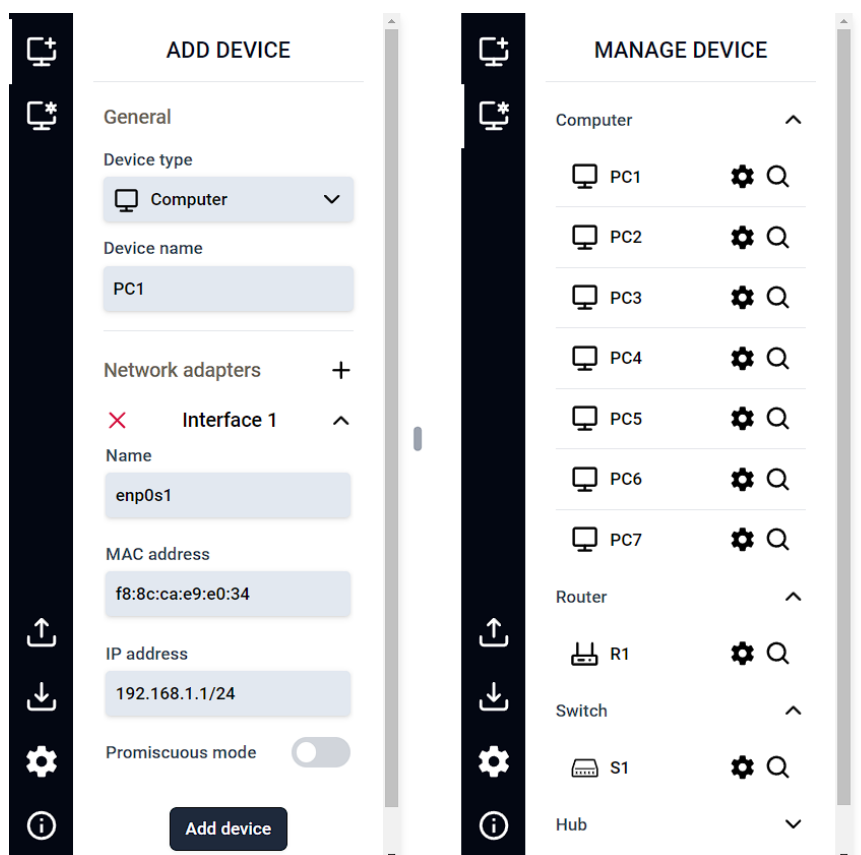 ADD DEVICE
General
Device type
Computer
Device name
PC1
Network adapters
Interface 1
Name
enp0s1
MAC address
f8:8c:ca:e9:e0:34
IP address
192.168.1.1/24
Promiscuous mode
Add device
MANAGE DEVICE
Computer
PC1
PC2
PC3
PC4
PC5
PC6
PC7
Router
R1
Switch
S1
Hub